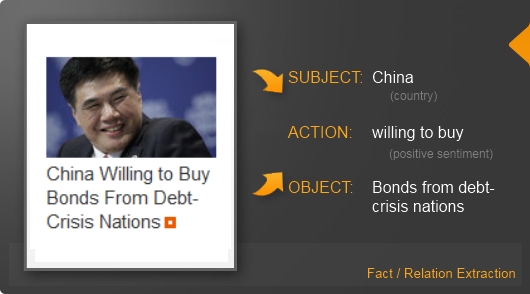 China Willing to Buy
Bonds From Debt-
Crisis Nations
SUBJECT: China
(country)
ACTION: willing to buy
(positive sentiment)
OBJECT: Bonds from debt-
crisis nations
Fact / Relation Extraction